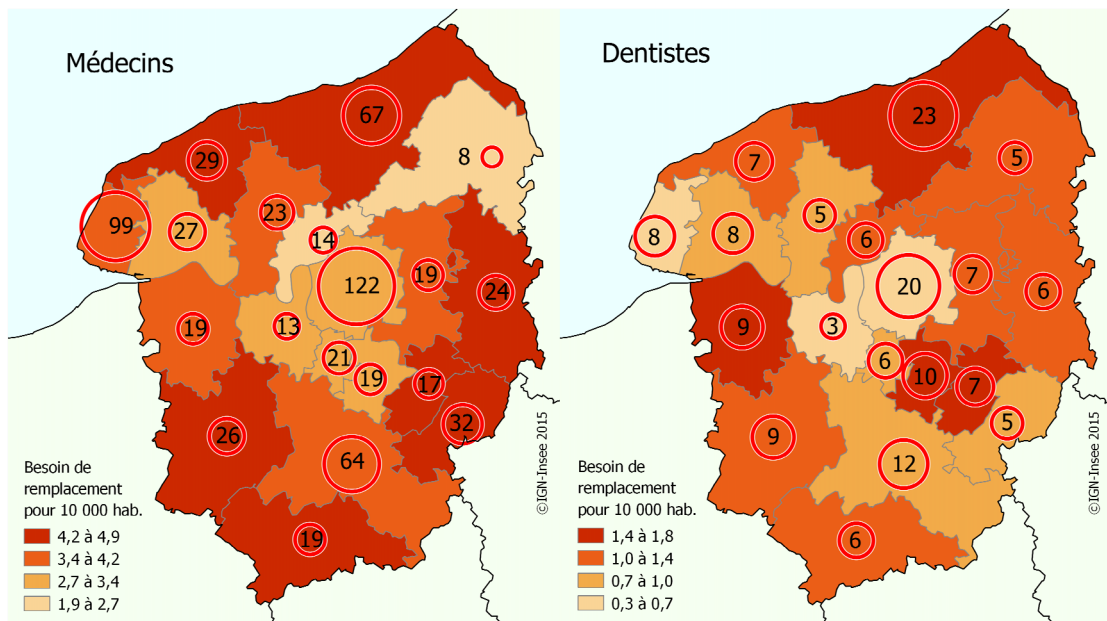 Médecins
67
29
8
99
27
23
14
122
19
24
19
13
21
19
17
32
26
64
19
Besoin de
remplacement
pour 10 000 hab.
4,2 à 4,9
3,4 à 4,2
2,7 à 3,4
1,9 à 2,7
©IGN-Insee 2015
Dentistes
23
7
5
8
8
5
6
20
7
6
9
3
6
10
7
5
9
12
6
Besoin de
remplacement
pour 10 000 hab.
1,4 à 1,8
1,0 à 1,4
0,7 à 1,0
0,3 à 0,7
©IGN-Insee 2015